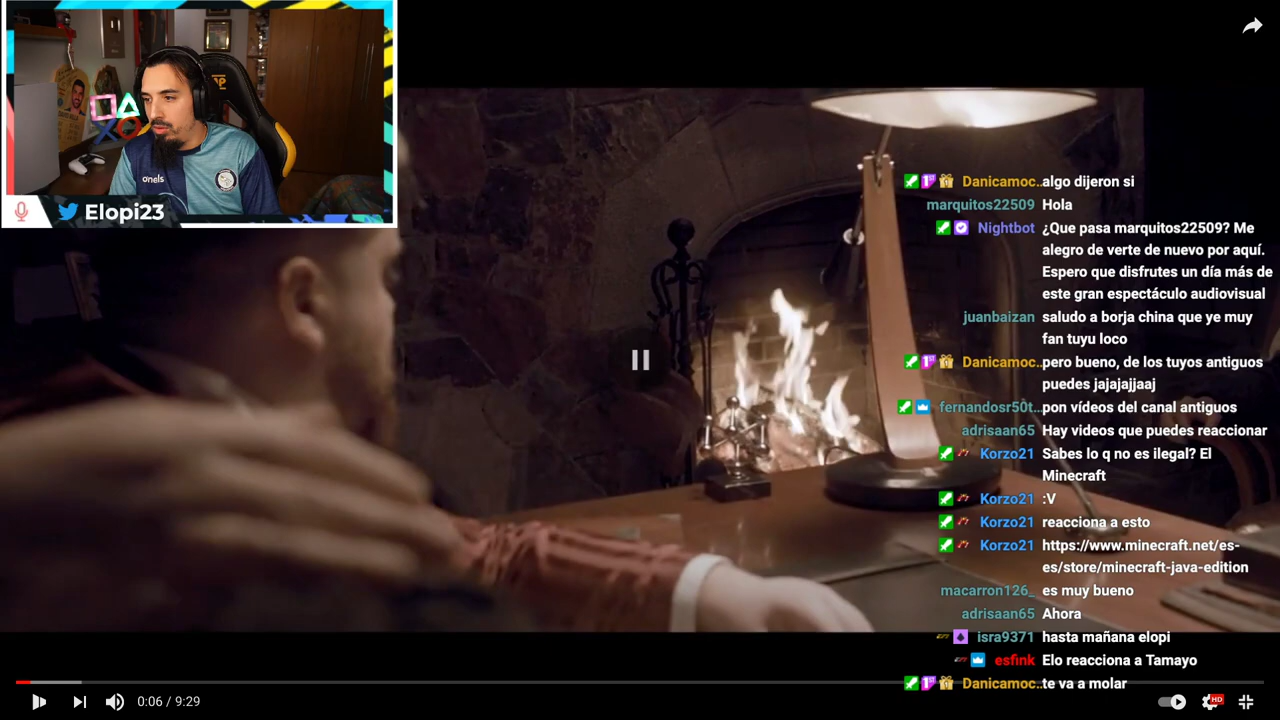 Elopi23
onels
Danicamoc.. algo dijeron si
marquitos22509 Hola
Nightbot ¿Que pasa marquitos22509? Me
alegro de verte de nuevo por aquí.
Espero que disfrutes un día más de
este gran espectáculo audiovisual
juanbaizan saludo a borja china que ye muy
fan tuyu loco
Danicamoc.. pero bueno, de los tuyos antiguos
puedes jajajajjaaj
fernandosr50t.. pon vídeos del canal antiguos
adrisaan65 Hay videos que puedes reaccionar
Korzo21 Sabes lo q no es ilegal? El
Minecraft
Korzo21 :V
Korzo21 reacciona a esto
Korzo21 https://www.minecraft.net/es-
es/store/minecraft-java-edition
macarron126_ es muy bueno
adrisaan65 Ahora
isra9371 hasta mañana elopi
esfink Elo reacciona a Tamayo
Danicamoc.. te va a molar
0:06 / 9:29
HD